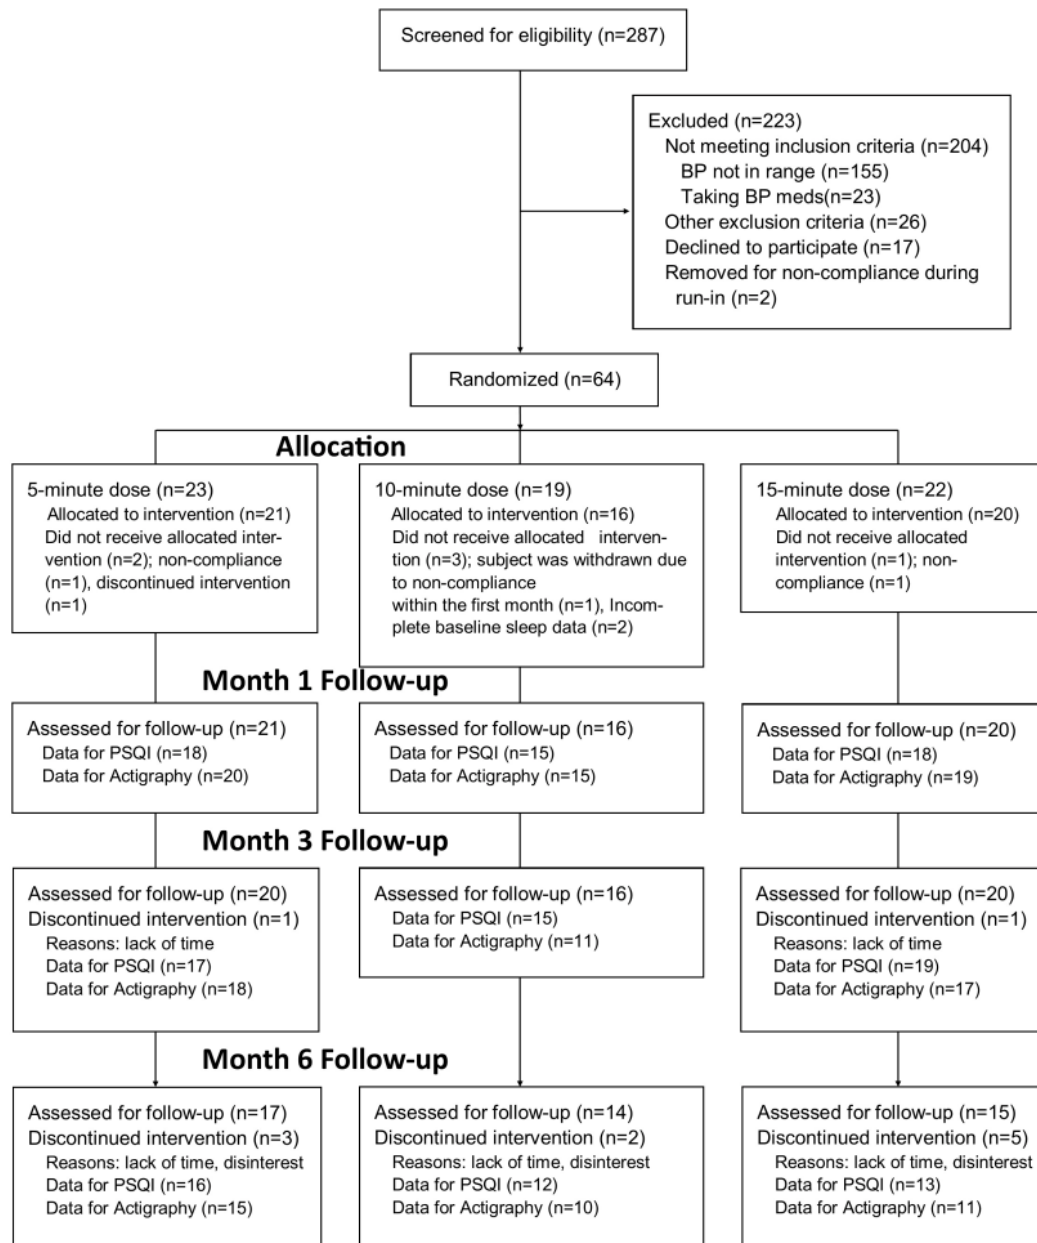 Screened for eligibility (n=287)
Excluded (n=223)
Not meeting inclusion criteria (n=204)
BP not in range (n=155)
Taking BP meds(n=23)
Other exclusion criteria (n=26)
Declined to participate (n=17)
Removed for non-compliance during
run-in (n=2)
Randomized (n=64)
Allocation
5-minute dose (n=23)
Allocated to intervention (n=21)
Did not receive allocated inter-
vention (n=2); non-compliance
(n=1), discontinued intervention
(n=1)
10-minute dose (n=19)
Allocated to intervention (n=16)
Did not receive allocated interven-
tion (n=3); subject was withdrawn due
to non-compliance
within the first month (n=1), Incom-
plete baseline sleep data (n=2)
15-minute dose (n=22)
Allocated to intervention (n=20)
Did not receive allocated
intervention (n=1); non-
compliance (n=1)
Month 1 Follow-up
Assessed for follow-up (n=21)
Data for PSQI (n=18)
Data for Actigraphy (n=20)
Assessed for follow-up (n=16)
Data for PSQI (n=15)
Data for Actigraphy (n=15)
Assessed for follow-up (n=20)
Data for PSQI (n=18)
Data for Actigraphy (n=19)
Month 3 Follow-up
Assessed for follow-up (n=20)
Discontinued intervention (n=1)
Reasons: lack of time
Data for PSQI (n=17)
Data for Actigraphy (n=18)
Assessed for follow-up (n=16)
Data for PSQI (n=15)
Data for Actigraphy (n=11)
Assessed for follow-up (n=20)
Discontinued intervention (n=1)
Reasons: lack of time
Data for PSQI (n=19)
Data for Actigraphy (n=17)
Month 6 Follow-up
Assessed for follow-up (n=17)
Discontinued intervention (n=3)
Reasons: lack of time, disinterest
Data for PSQI (n=16)
Data for Actigraphy (n=15)
Assessed for follow-up (n=14)
Discontinued intervention (n=2)
Reasons: lack of time, disinterest
Data for PSQI (n=12)
Data for Actigraphy (n=10)
Assessed for follow-up (n=15)
Discontinued intervention (n=5)
Reasons: lack of time, disinterest
Data for PSQI (n=13)
Data for Actigraphy (n=11)